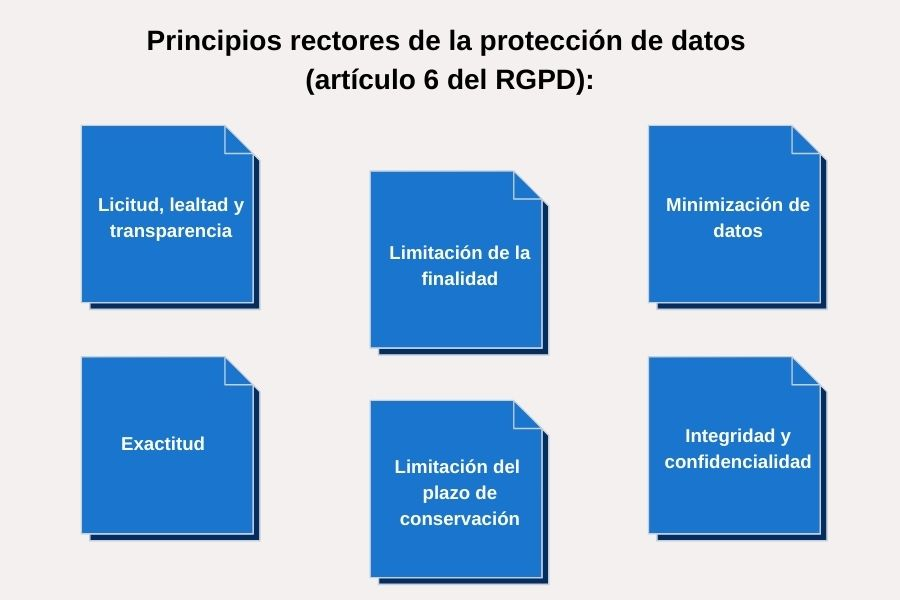 Principios rectores de la protección de datos
(artículo 6 del RGPD):
Licitud, lealtad y
transparencia
Limitación de la
finalidad
Minimización de
datos
Exactitud
Limitación del
plazo de
conservación
Integridad y
confidencialidad